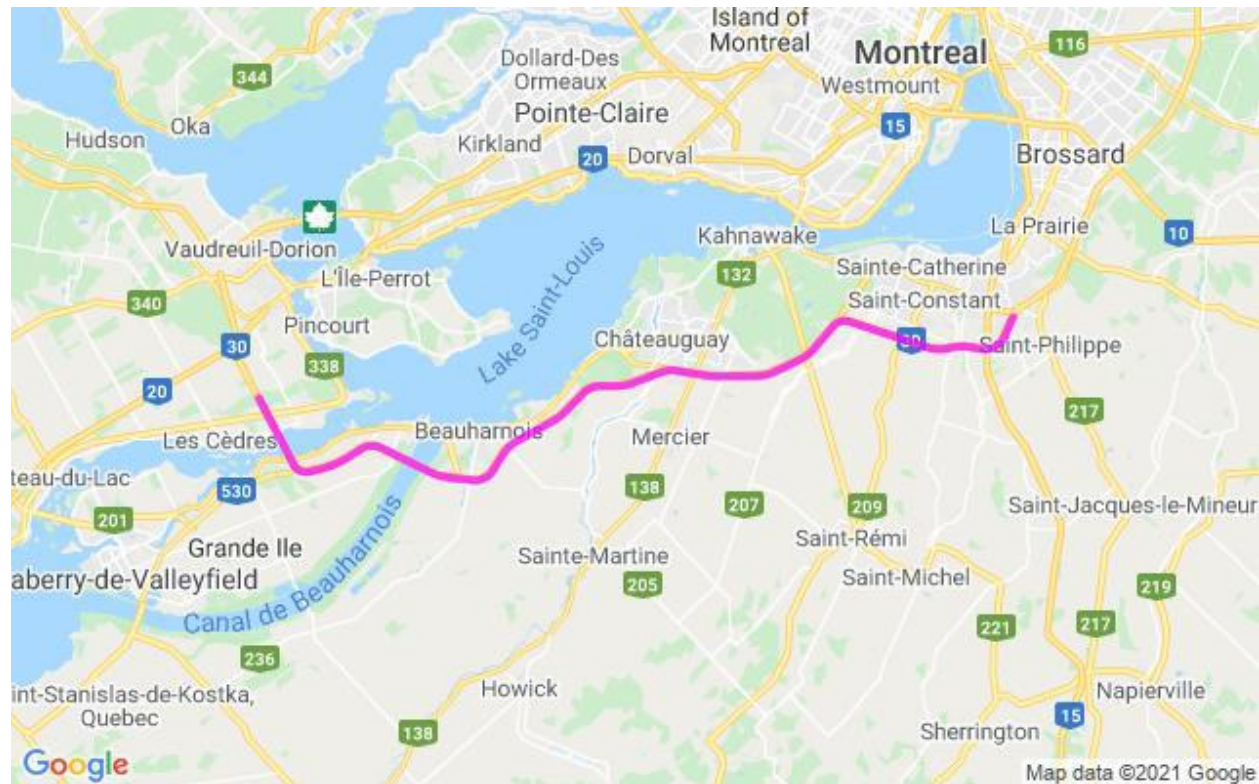 Island of
Montreal
Montreal
116
344
Dollard-Des
Ormeaux
Westmount
Pointe-Claire
Oka
15
Hudson
Kirkland
20
Dorval
Brossard
Vaudreuil-Dorion
Kahnawake
La Prairie
10
L'Île-Perrot
132
Sainte-Catherine
340
Lake Saint-Louis
Saint-Constant
Pincourt
30
Châteauguay
30
Saint-Philippe
338
20
217
Les Cèdres
Beauharnois
Mercier
teau-du-Lac
530
138
201
207
209
Saint-Jacques-le-Mineur
Grande Ile
Canal de Beauharnois
Sainte-Martine
Saint-Rémi
aberry-de-Valleyfield
205
Saint-Michel
219
221
217
236
int-Stanislas-de-Kostka,
Quebec
Howick
Napierville
138
Sherrington
15
Google
Map data ©2021 Google